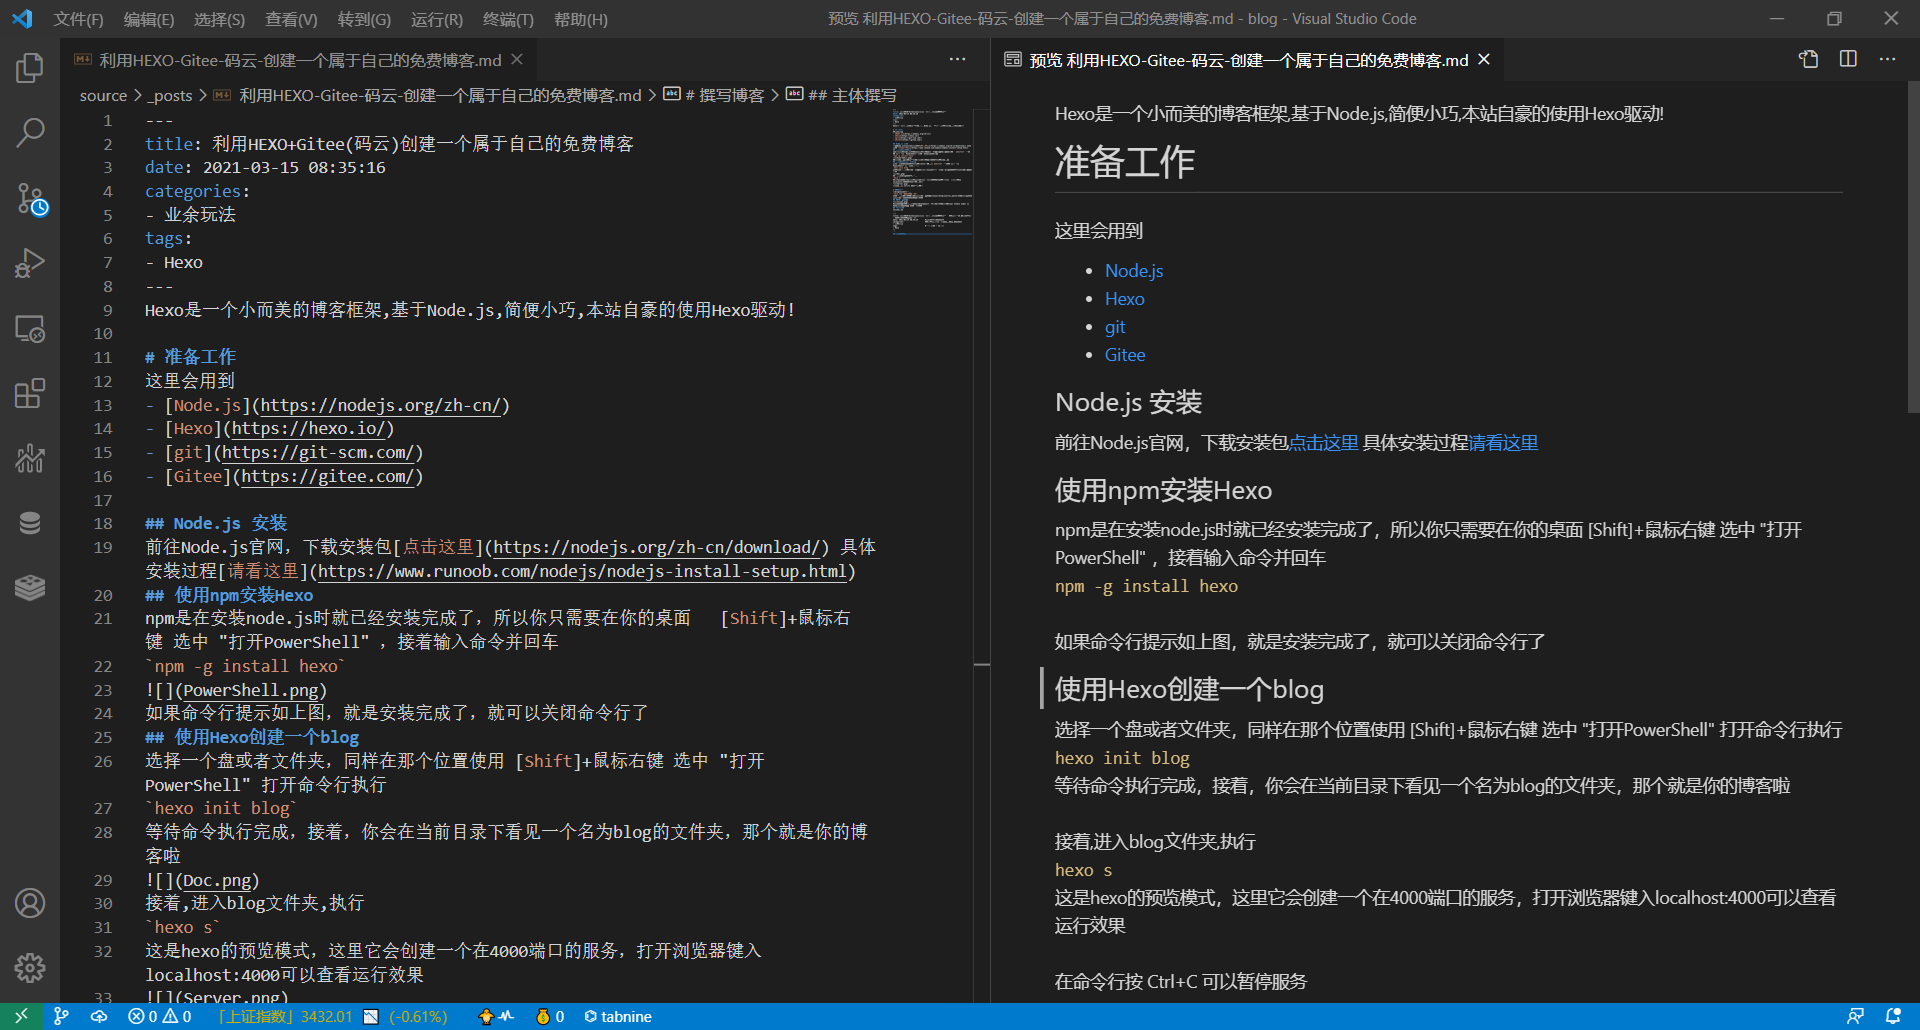 文件(F) 编辑(E) 选择(S) 查看(V) 转到(G) 运行(R) 终端(T) 帮助(H)
预览 利用HEXO-Gitee-码云-创建一个属于自己的免费博客.md - blog - Visual Studio Code
利用HEXO-Gitee-码云-创建一个属于自己的免费博客.md
source > _posts > 利用HEXO-Gitee-码云-创建一个属于自己的免费博客.md > # 撰写博客 > ## 主体撰写
1 ---
2 title: 利用HEXO+Gitee(码云)创建一个属于自己的免费博客
3 date: 2021-03-15 08:35:16
4 categories:
5 - 业余玩法
6 tags:
7 - Hexo
8 ---
9 Hexo是一个小而美的博客框架,基于Node.js,简便小巧,本站自豪的使用Hexo驱动!
10
11 # 准备工作
12 这里会用到
13 - [Node.js](https://nodejs.org/zh-cn/)
14 - [Hexo](https://hexo.io/)
15 - [git](https://git-scm.com/)
16 - [Gitee](https://gitee.com/)
17
18 ## Node.js 安装
19 前往Node.js官网，下载安装包[点击这里](https://nodejs.org/zh-cn/download/) 具体
安装过程[请看这里](https://www.runoob.com/nodejs/nodejs-install-setup.html)
20 ## 使用npm安装Hexo
21 npm是在安装node.js时就已经安装完成了，所以你只需要在你的桌面 [Shift]+鼠标右
键 选中 "打开PowerShell" ，接着输入命令并回车
22 `npm -g install hexo`
23 ![](PowerShell.png)
24 如果命令行提示如上图，就是安装完成了，就可以关闭命令行了
25 ## 使用Hexo创建一个blog
26 选择一个盘或者文件夹，同样在那个位置使用 [Shift]+鼠标右键 选中 "打开
PowerShell" 打开命令行执行
27 `hexo init blog`
28 等待命令执行完成，接着，你会在当前目录下看见一个名为blog的文件夹，那个就是你的博
客啦
29 ![](Doc.png)
30 接着,进入blog文件夹,执行
31 `hexo s`
32 这是hexo的预览模式，这里它会创建一个在4000端口的服务，打开浏览器键入
localhost:4000可以查看运行效果
33 ![](Server.png)
预览 利用HEXO-Gitee-码云-创建一个属于自己的免费博客.md
Hexo是一个小而美的博客框架,基于Node.js,简便小巧,本站自豪的使用Hexo驱动!
准备工作
这里会用到
• Node.js
• Hexo
• git
• Gitee
Node.js 安装
前往Node.js官网，下载安装包点击这里 具体安装过程请看这里
使用npm安装Hexo
npm是在安装node.js时就已经安装完成了，所以你只需要在你的桌面 [Shift]+鼠标右键 选中 "打开
PowerShell" ，接着输入命令并回车
npm -g install hexo
如果命令行提示如上图，就是安装完成了，就可以关闭命令行了
使用Hexo创建一个blog
选择一个盘或者文件夹，同样在那个位置使用 [Shift]+鼠标右键 选中 "打开PowerShell" 打开命令行执行
hexo init blog
等待命令执行完成，接着，你会在当前目录下看见一个名为blog的文件夹，那个就是你的博客啦
接着,进入blog文件夹,执行
hexo s
这是hexo的预览模式，这里它会创建一个在4000端口的服务，打开浏览器键入localhost:4000可以查看
运行效果
在命令行按 Ctrl+C 可以暂停服务
0 0 「上证指数」3432.01 (-0.61%) 0 tabnine